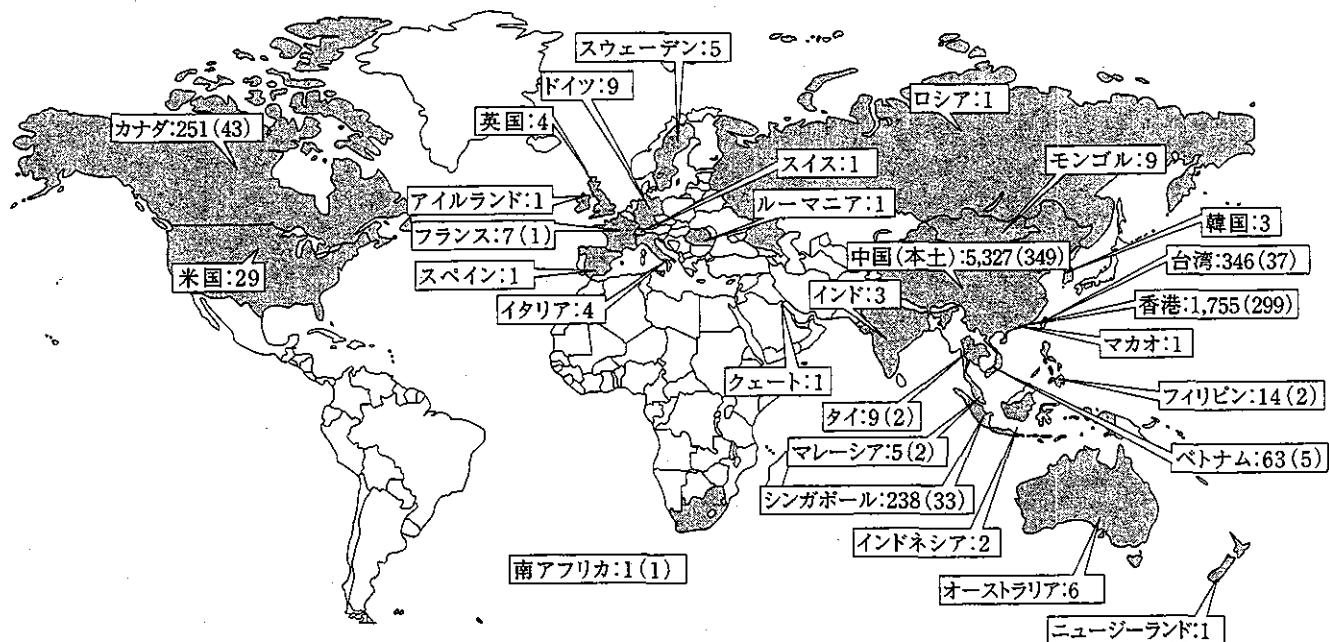 スウェーデン:5
ドイツ:9
ロシア:1
英国:4
カナダ:251(43)
スイス:1
モンゴル:9
アイルランド:1
ルーマニア:1
韓国:3
フランス:7(1)
中国(本土):5,327(349)
台湾:346(37)
米国:29
スペイン:1
インド:3
香港:1,755(299)
イタリア:4
マカオ:1
クェート:1
フィリピン:14(2)
タイ:9(2)
マレーシア:5(2)
ベトナム:63(5)
シンガポール:238(33)
インドネシア:2
南アフリカ:1(1)
オーストラリア:6
ニュージーランド:1